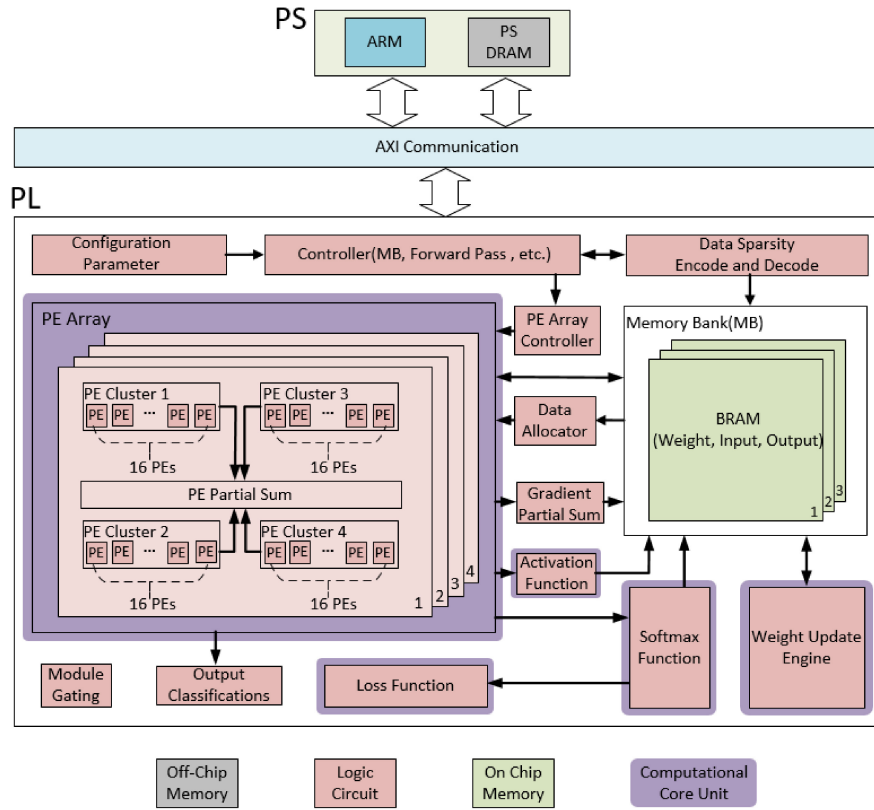 PS
ARM
PS
DRAM
AXI Communication
PL
Configuration
Parameter
Controller(MB, Forward Pass , etc.)
Data Sparsity
Encode and Decode
PE Array
PE Array
Controller
Memory Bank(MB)
PE Cluster 1
PE PE ... PE PE
16 PEs
PE Cluster 3
PE PE ... PE PE
16 PEs
PE Partial Sum
PE Cluster 2
PE PE ... PE PE
16 PEs
PE Cluster 4
PE PE ... PE PE
16 PEs
1
2
3
4
Data
Allocator
BRAM
(Weight, Input, Output)
1
2
3
Gradient
Partial Sum
Activation
Function
Softmax
Function
Weight Update
Engine
Module
Gating
Output
Classifications
Loss Function
Off-Chip
Memory
Logic
Circuit
On Chip
Memory
Computational
Core Unit